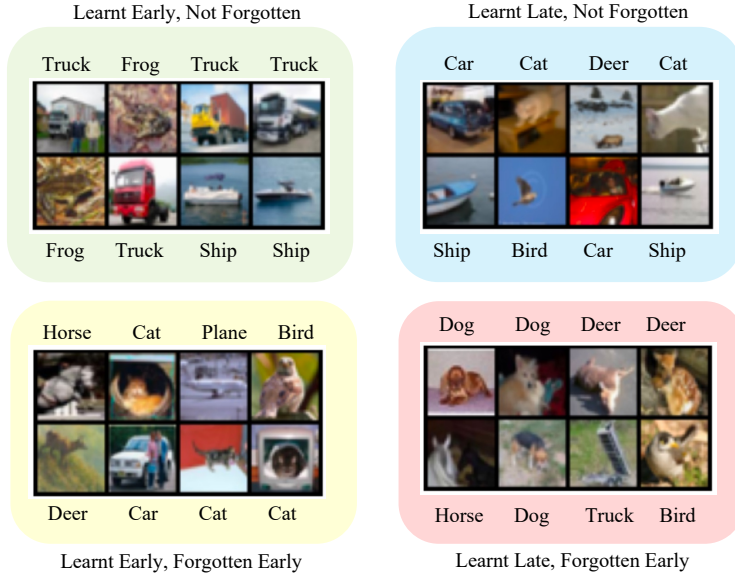 Learnt Early, Not Forgotten
Truck Frog Truck Truck
Frog Truck Ship Ship
Learnt Late, Not Forgotten
Car Cat Deer Cat
Ship Bird Car Ship
Horse Cat Plane Bird
Deer Car Cat Cat
Learnt Early, Forgotten Early
Dog Dog Deer Deer
Horse Dog Truck Bird
Learnt Late, Forgotten Early